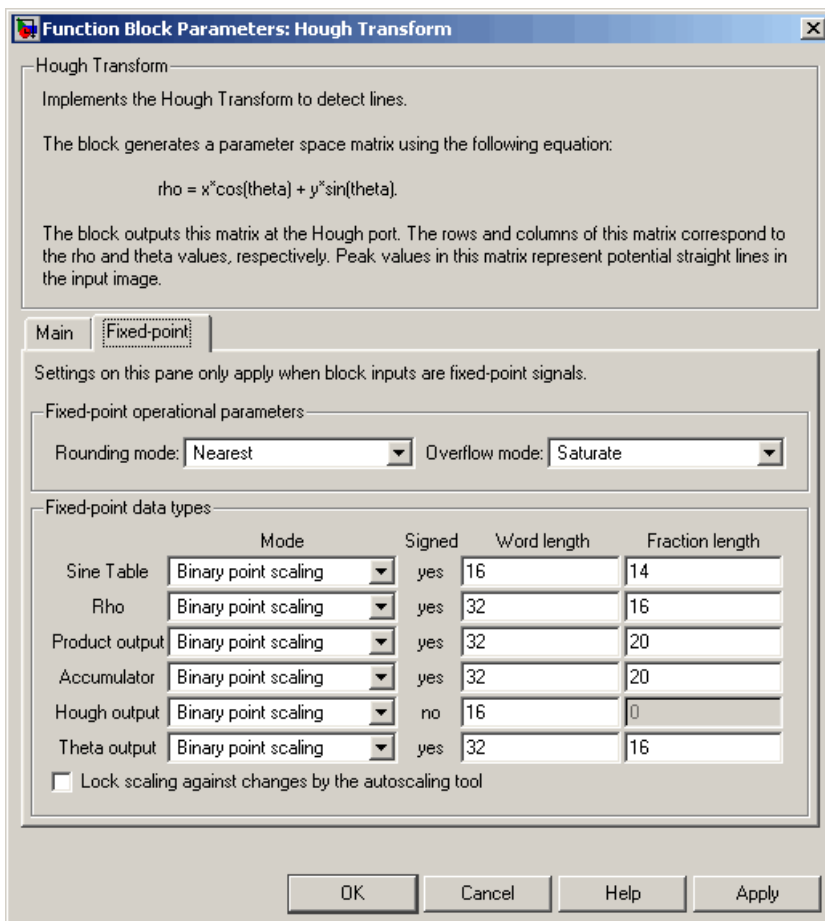 Function Block Parameters: Hough Transform
Hough Transform
Implements the Hough Transform to detect lines.
The block generates a parameter space matrix using the following equation:
rho = x*cos(theta) + y*sin(theta).
The block outputs this matrix at the Hough port. The rows and columns of this matrix correspond to
the rho and theta values, respectively. Peak values in this matrix represent potential straight lines in
the input image.
Main Fixed-point
Settings on this pane only apply when block inputs are fixed-point signals.
Fixed-point operational parameters
Rounding mode: Nearest Overflow mode: Saturate
Fixed-point data types
Mode Signed Word length Fraction length
Sine Table Binary point scaling yes 16 14
Rho Binary point scaling yes 32 16
Product output Binary point scaling yes 32 20
Accumulator Binary point scaling yes 32 20
Hough output Binary point scaling no 16 0
Theta output Binary point scaling yes 32 16
Lock scaling against changes by the autoscaling tool
OK Cancel Help Apply